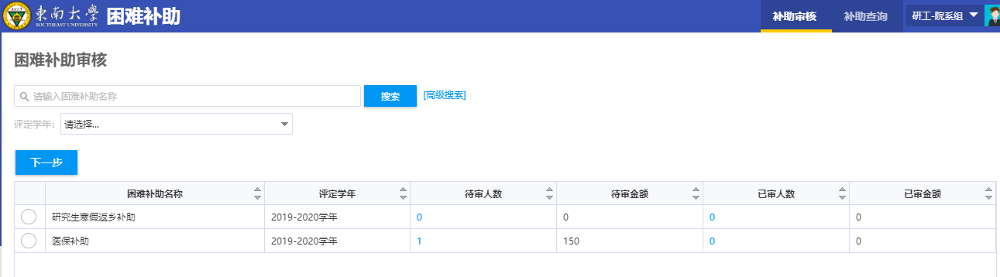 東南大學 困难补助 补助审核 补助查询 研工-院系组
SOUTHEAST UNIVERSITY
困难补助审核
请输入困难补助名称 搜索 [高级搜索]
评定学年: 请选择...
下一步
困难补助名称 评定学年 待审人数 待审金额 已审人数 已审金额
研究生寒假返乡补助 2019-2020学年 0 0 0 0
医保补助 2019-2020学年 1 150 0 0